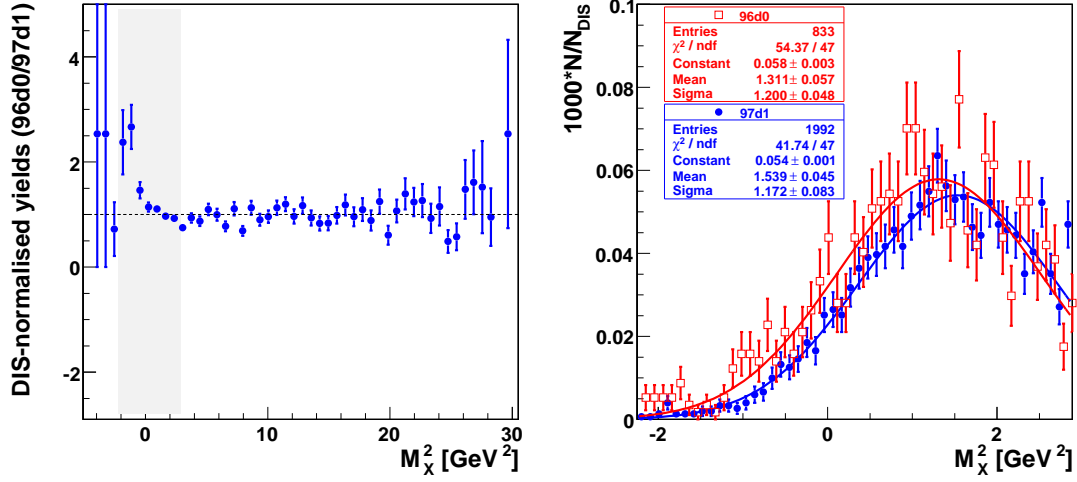 DIS-normalised yields (96d0/97d1)
4
2
0
-2
0
10
20
30
M_X^2 [GeV^2]
1000*N/N_DIS
0.1
0.08
0.06
0.04
0.02
0
-2
0
2
M_X^2 [GeV^2]
96d0
Entries 833
χ² / ndf 54.37 / 47
Constant 0.058 ± 0.003
Mean 1.311 ± 0.057
Sigma 1.200 ± 0.048
97d1
Entries 1992
χ² / ndf 41.74 / 47
Constant 0.054 ± 0.001
Mean 1.539 ± 0.045
Sigma 1.172 ± 0.083